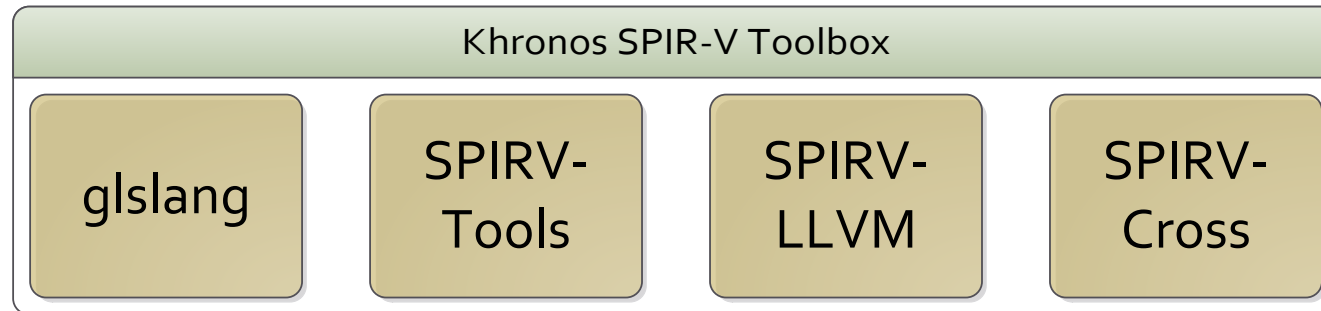 Khronos SPIR-V Toolbox
glslang
SPIRV-
Tools
SPIRV-
LLVM
SPIRV-
Cross